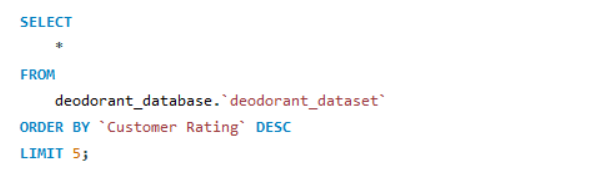 SELECT
*
FROM
deodorant_database.`deodorant_dataset`
ORDER BY `Customer Rating` DESC
LIMIT 5;